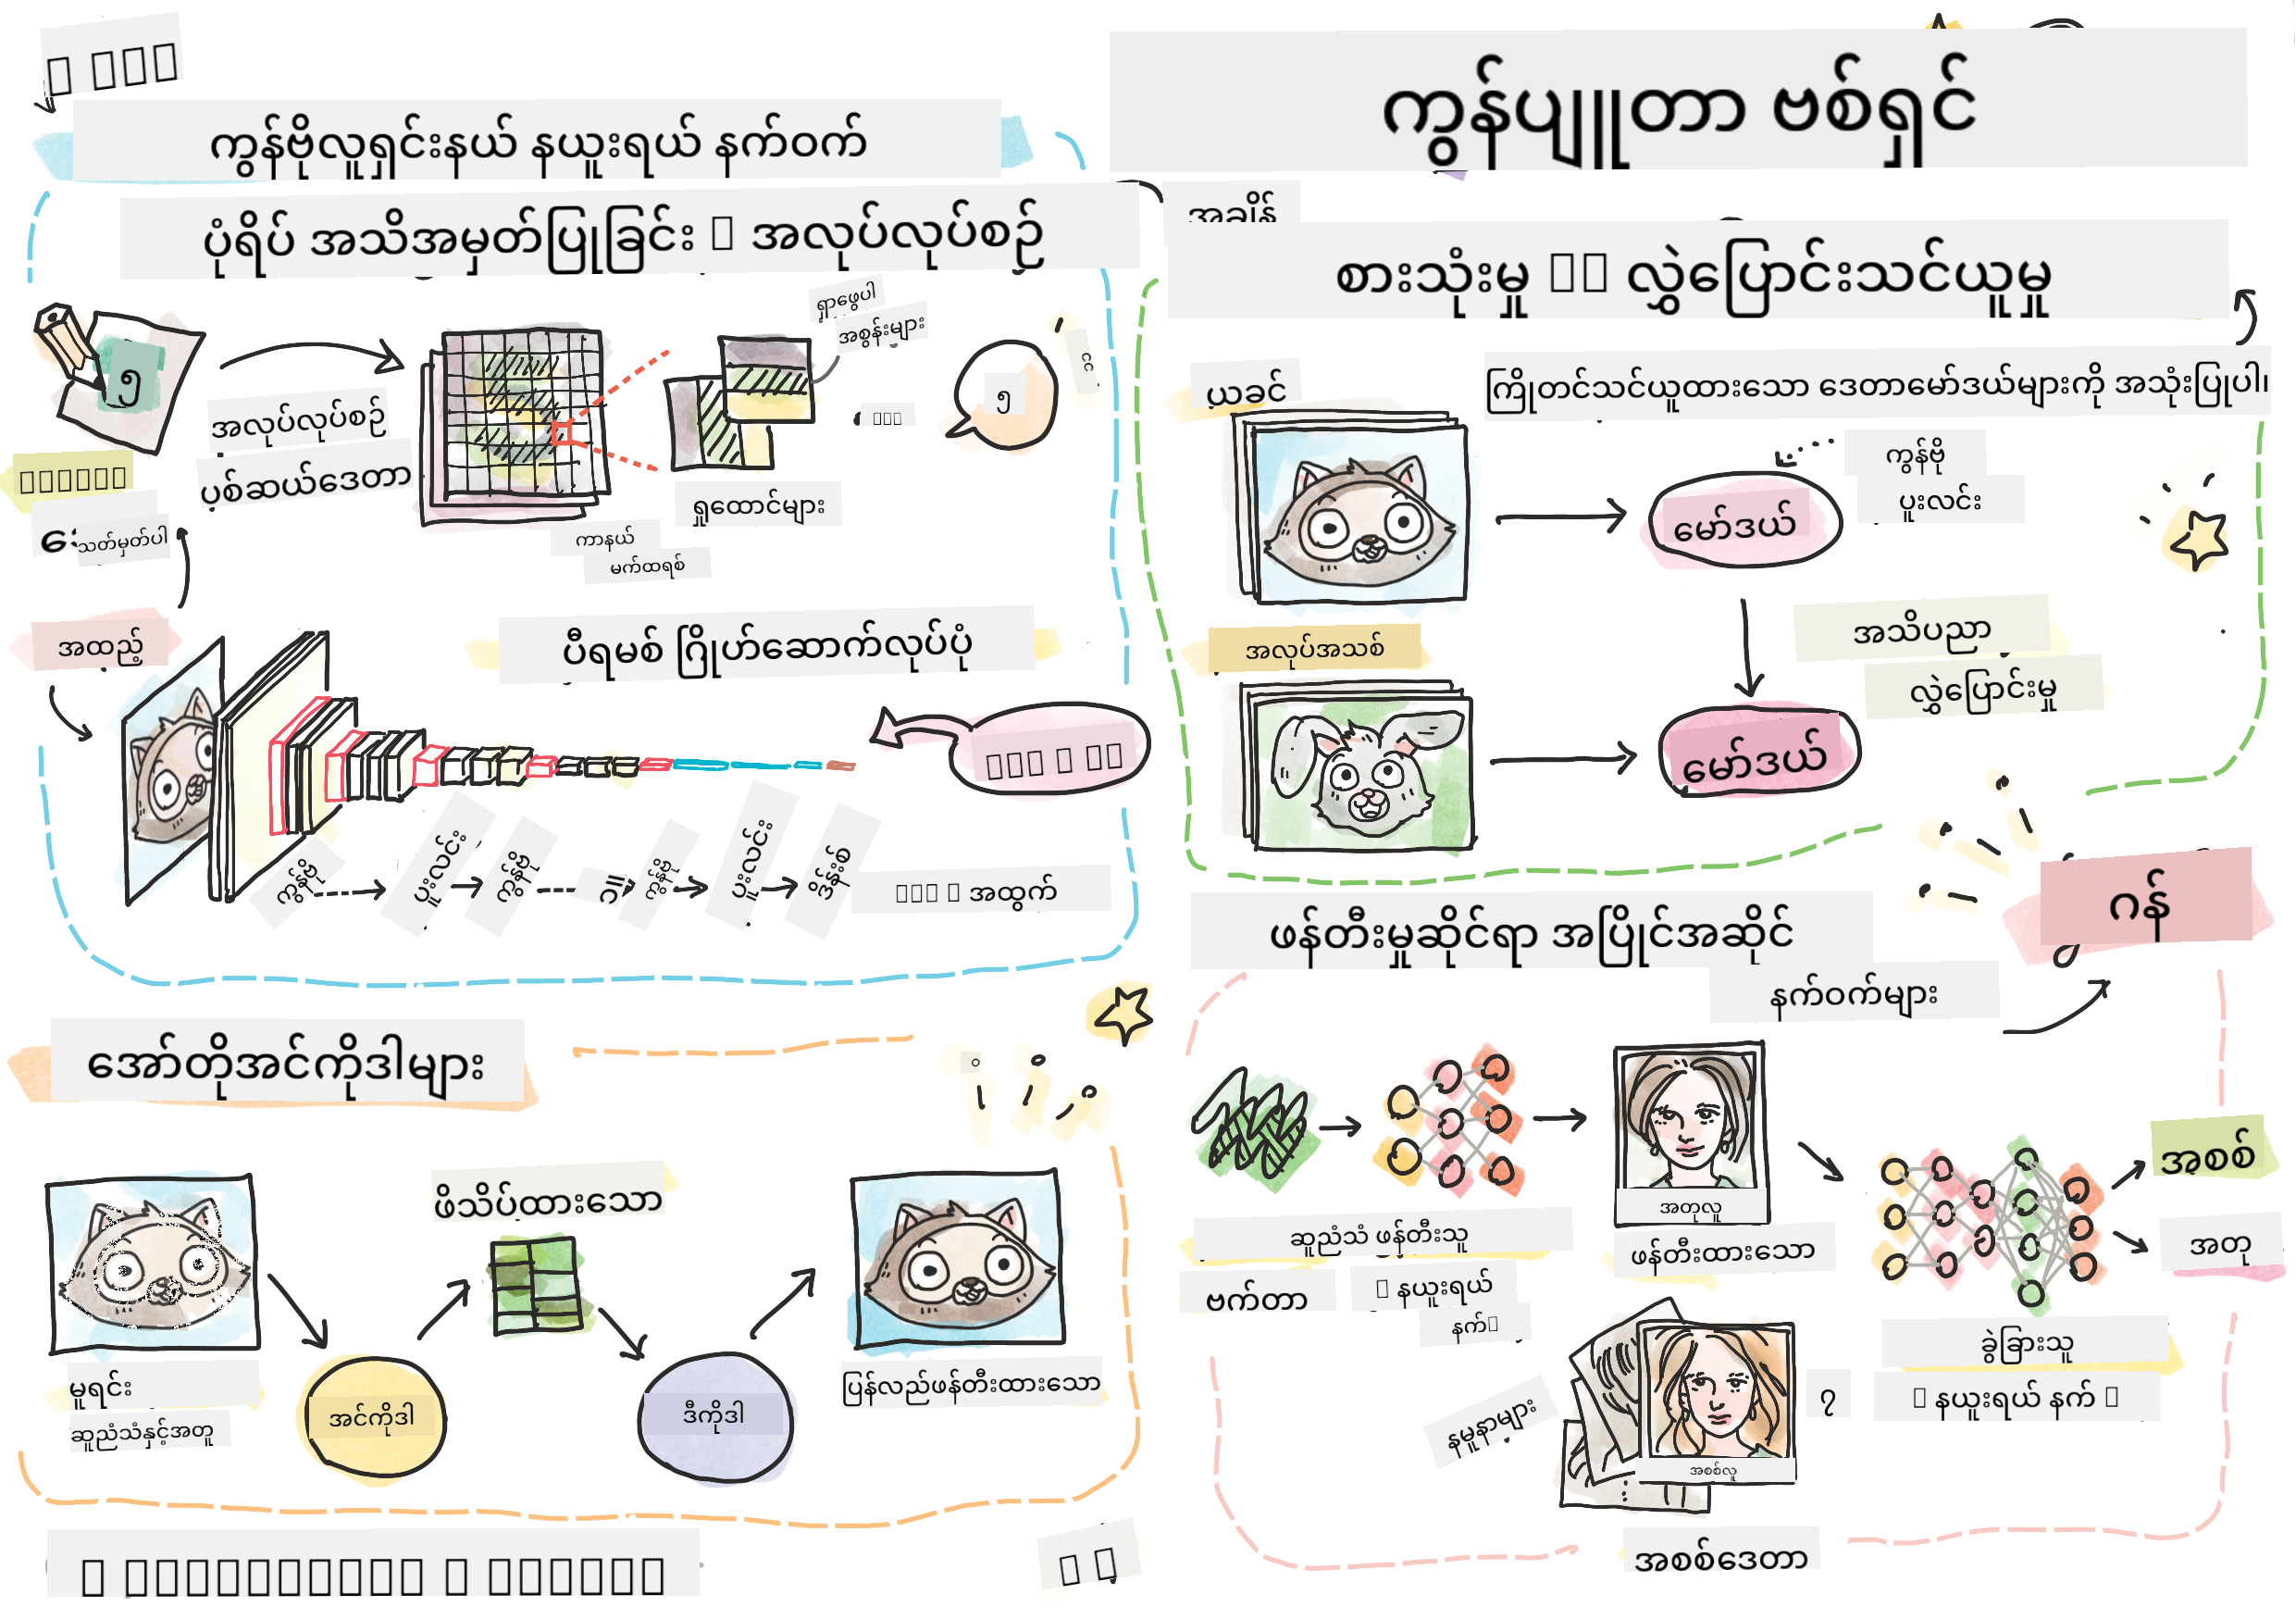 ကွန်ပျူတာ ဗစ်ရှင်
ကွန်ဗိုလူရှင်းနယ် နယူးရယ် နက်ဝက်
ပုံရိပ် အသိအမှတ်ပြုခြင်း အလုပ်လုပ်စဉ်
၅
အလုပ်လုပ်စဉ်
ပစ်ဆယ်ဒေတာ
သတ်မှတ်ပါ
ရှာဖွေပါ
အစွန်းများ
ရှုထောင်များ
ကာနယ်
မက်ထရစ်
၅
အထည့်
ပီရမစ် ဂြိုဟ်ဆောက်လုပ်ပုံ
ကွန်ဗို
ပူးလင်း
ကွန်ဗို
ကွန်ဗို
ပူးလင်း
အထွက်
အော်တိုအင်ကိုဒါများ
ဖိသိပ်ထားသော
မူရင်း
ဆူညံသံနှင့်အတူ
အင်ကိုဒါ
ဒီကိုဒါ
ပြန်လည်ဖန်တီးထားသော
အချိန်
စားသုံးမှု လွှဲပြောင်းသင်ယူမှု
ယခင်
ကြိုတင်သင်ယူထားသော ဒေတာမော်ဒယ်များကို အသုံးပြုပါ၊
ကွန်ဗို
ပူးလင်း
မော်ဒယ်
အလုပ်အသစ်
အသိပညာ
လွှဲပြောင်းမှု
မော်ဒယ်
ဂန်
ဖန်တီးမှုဆိုင်ရာ အပြိုင်အဆိုင်
နက်ဝက်များ
ဆူညံသံ ဖန်တီးသူ
ဗက်တာ
နယူးရယ်
နက်
အတုလူ
ဖန်တီးထားသော
အစစ်
အတု
ခွဲခြားသူ
နယူးရယ် နက်
နမူနာများ
၇
အစစ်လူ
အစစ်ဒေတာ